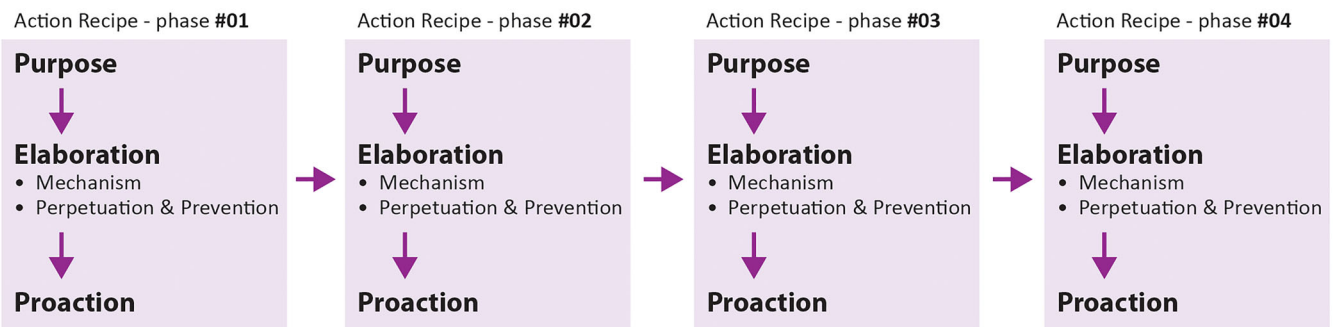 Action Recipe - phase #01
Purpose
Elaboration
• Mechanism
• Perpetuation & Prevention
Proaction
Action Recipe - phase #02
Purpose
Elaboration
• Mechanism
• Perpetuation & Prevention
Proaction
Action Recipe - phase #03
Purpose
Elaboration
• Mechanism
• Perpetuation & Prevention
Proaction
Action Recipe - phase #04
Purpose
Elaboration
• Mechanism
• Perpetuation & Prevention
Proaction